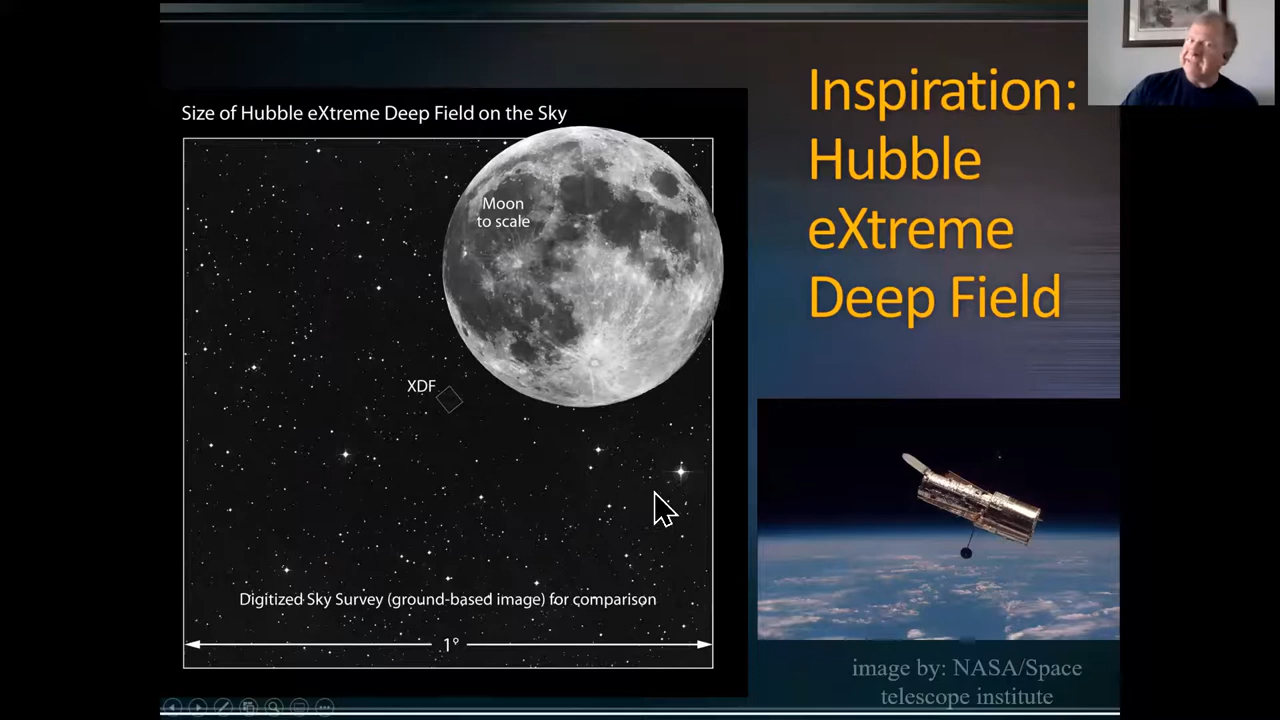 Size of Hubble eXtreme Deep Field on the Sky
Moon
to scale
XDF
Digitized Sky Survey (ground-based image) for comparison
1°
Inspiration:
Hubble
eXtreme
Deep Field
image by: NASA/Space
telescope institute